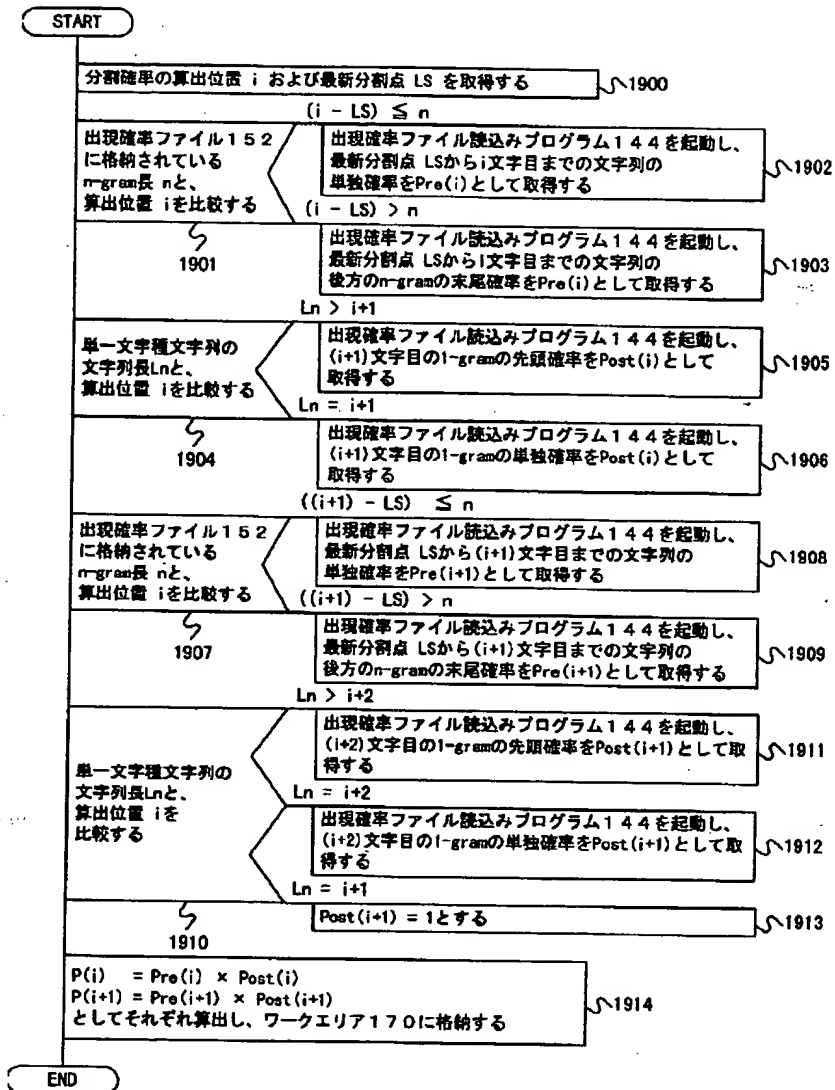 START
分割確率の算出位置 i および最新分割点 LS を取得する
1900
(i - LS) ≦ n
出現確率ファイル152
に格納されている
n-gram長 nと、
算出位置 iを比較する
1901
出現確率ファイル読込みプログラム144を起動し、
最新分割点 LSからi文字目までの文字列の
単独確率をPre(i)として取得する
1902
(i - LS) > n
出現確率ファイル読込みプログラム144を起動し、
最新分割点 LSからi文字目までの文字列の
後方のn-gramの末尾確率をPre(i)として取得する
1903
Ln > i+1
単一文字種文字列の
文字列長Lnと、
算出位置 iを比較する
1904
出現確率ファイル読込みプログラム144を起動し、
(i+1)文字目の1-gramの先頭確率をPost(i)として
取得する
1905
Ln = i+1
出現確率ファイル読込みプログラム144を起動し、
(i+1)文字目の1-gramの単独確率をPost(i)として
取得する
1906
((i+1) - LS) ≦ n
出現確率ファイル152
に格納されている
n-gram長 nと、
算出位置 iを比較する
1907
出現確率ファイル読込みプログラム144を起動し、
最新分割点 LSから(i+1)文字目までの文字列の
単独確率をPre(i+1)として取得する
1908
((i+1) - LS) > n
出現確率ファイル読込みプログラム144を起動し、
最新分割点 LSから(i+1)文字目までの文字列の
後方のn-gramの末尾確率をPre(i+1)として取得する
1909
Ln > i+2
単一文字種文字列の
文字列長Lnと、
算出位置 iを
比較する
1910
出現確率ファイル読込みプログラム144を起動し、
(i+2)文字目の1-gramの先頭確率をPost(i+1)として取
得する
1911
Ln = i+2
出現確率ファイル読込みプログラム144を起動し、
(i+2)文字目の1-gramの単独確率をPost(i+1)として取
得する
1912
Ln = i+1
Post(i+1) = 1とする
1913
P(i) = Pre(i) × Post(i)
P(i+1) = Pre(i+1) × Post(i+1)
としてそれぞれ算出し、ワークエリア170に格納する
1914
END